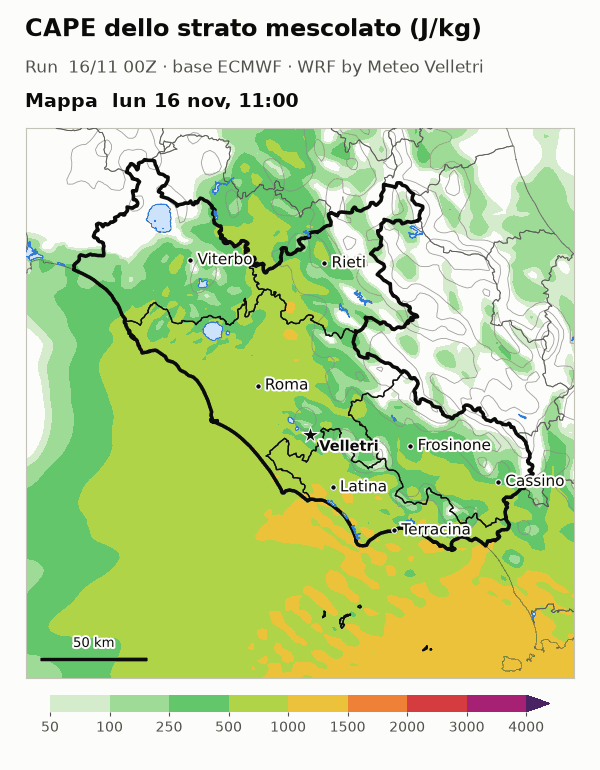 CAPE dello strato mescolato (J/kg)
Run  16/11 00Z · base ECMWF · WRF by Meteo Velletri
Mappa  lun 16 nov, 11:00
Viterbo
Rieti
Roma
Velletri
Frosinone
Cassino
Latina
Terracina
50 km
50 100 250 500 1000 1500 2000 3000 4000